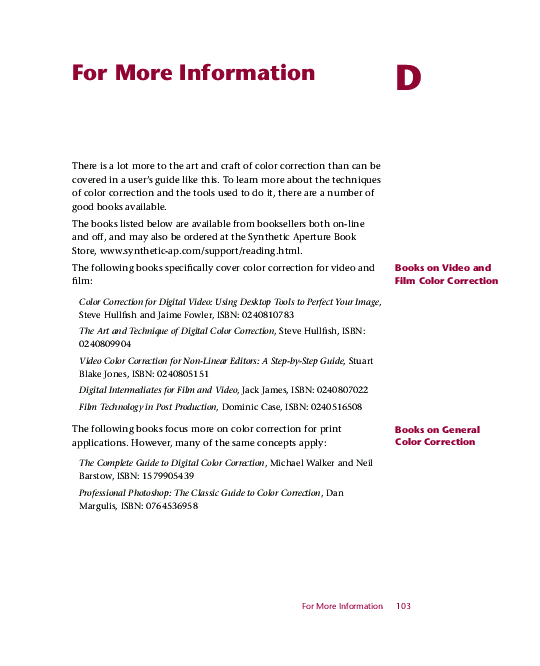 For More Information
D
There is a lot more to the art and craft of color correction than can be
covered in a user's guide like this. To learn more about the techniques
of color correction and the tools used to do it, there are a number of
good books available.
The books listed below are available from booksellers both on-line
and off, and may also be ordered at the Synthetic Aperture Book
Store, www.synthetic-ap.com/support/reading.html.
Books on Video and
Film Color Correction
The following books specifically cover color correction for video and
film:
Color Correction for Digital Video: Using Desktop Tools to Perfect Your Image,
Steve Hullfish and Jaime Fowler, ISBN: 0240810783
The Art and Technique of Digital Color Correction, Steve Hullfish, ISBN:
0240809904
Video Color Correction for Non-Linear Editors: A Step-by-Step Guide, Stuart
Blake Jones, ISBN: 0240805151
Digital Intermediates for Film and Video, Jack James, ISBN: 0240807022
Film Technology in Post Production, Dominic Case, ISBN: 0240516508
Books on General
Color Correction
The following books focus more on color correction for print
applications. However, many of the same concepts apply:
The Complete Guide to Digital Color Correction, Michael Walker and Neil
Barstow, ISBN: 1579905439
Professional Photoshop: The Classic Guide to Color Correction, Dan
Margulis, ISBN: 0764536958
For More Information 103